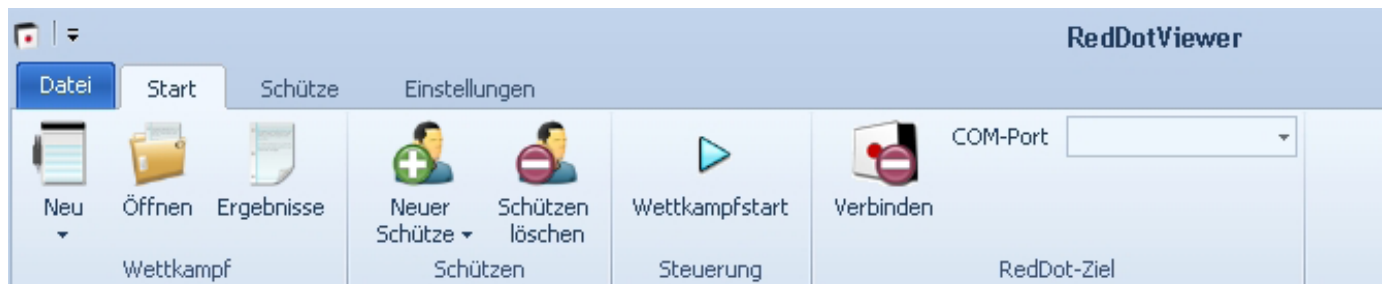 RedDotViewer
Datei Start Schütze Einstellungen
COM-Port
Neu Öffnen Ergebnisse Neuer Schütze Schützen löschen Wettkampfstart Verbinden
Wettkampf Schützen Steuerung RedDot-Ziel